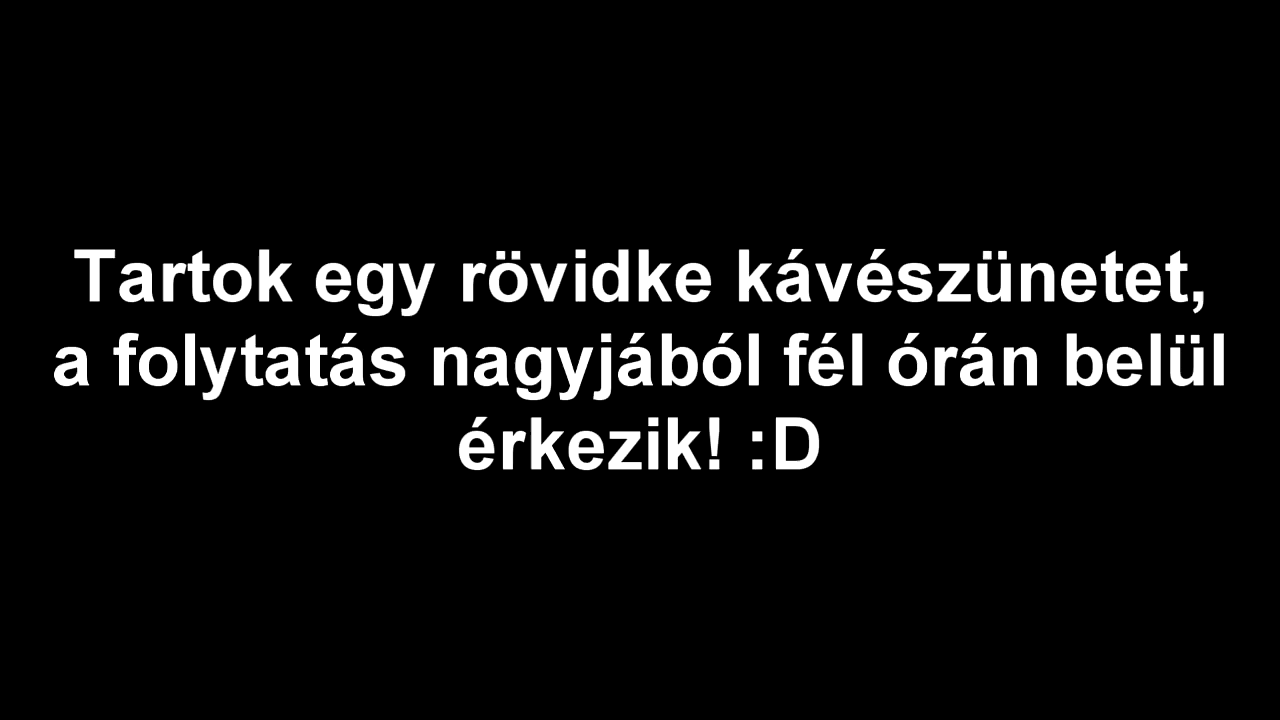 Tartok egy rövidke kávészünetet,
a folytatás nagyjából fél órán belül
érkezik! :D